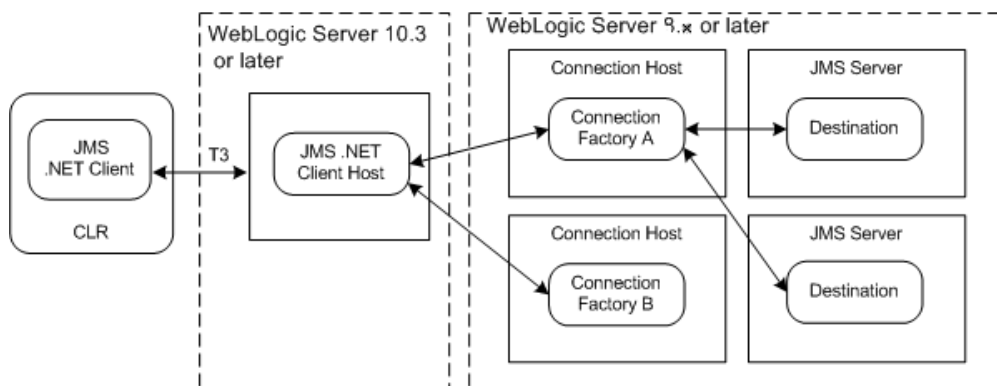 WebLogic Server 10.3
or later
WebLogic Server ٩.x or later
JMS
.NET Client
CLR
T3
JMS .NET
Client Host
Connection Host
Connection
Factory A
JMS Server
Destination
Connection Host
Connection
Factory B
JMS Server
Destination